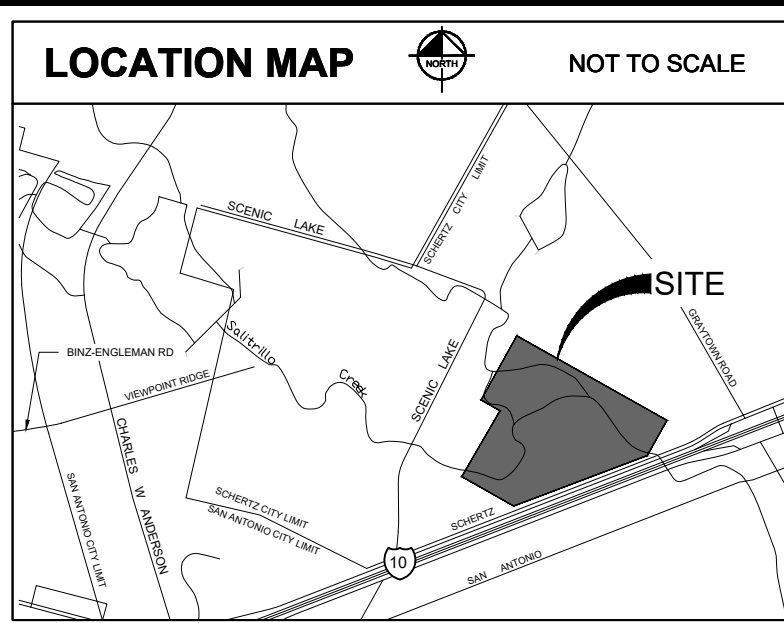 LOCATION MAP
NORTH
NOT TO SCALE
SCENIC LAKE
SCHERTZ CITY LIMIT
SITE
GRAYTOWN ROAD
Salitrillo
Creek
BINZ-ENGLEMAN RD
VIEWPOINT RIDGE
SCENIC LAKE
CHARLES W ANDERSON
SAN ANTONIO CITY LIMIT
SCHERTZ CITY LIMIT
SAN ANTONIO CITY LIMIT
SCHERTZ
10
SAN ANTONIO